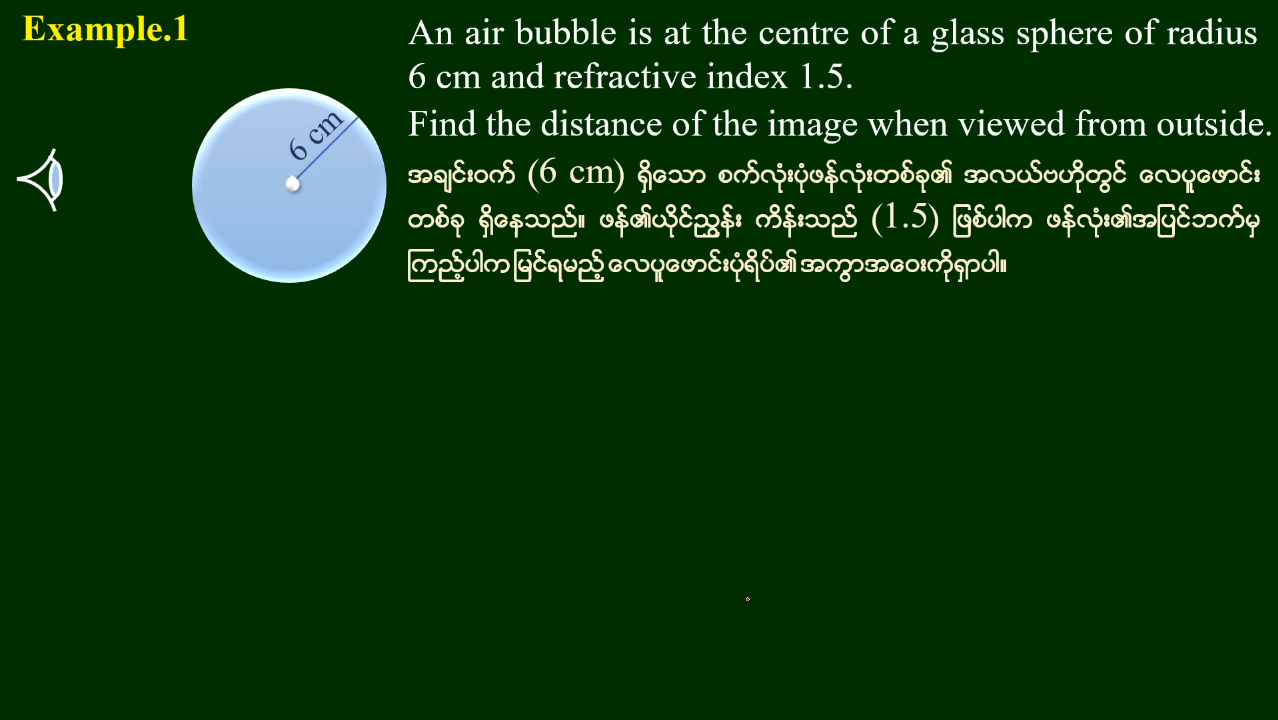 Example.1
An air bubble is at the centre of a glass sphere of radius
6 cm and refractive index 1.5.
Find the distance of the image when viewed from outside.
အချင်းဝက် (6 cm) ရှိသော စက်လုံးပုံဖန်လုံးတစ်ခု၏ အလယ်ဗဟိုတွင် လေပူဖောင်း
တစ်ခု ရှိနေသည်။ ဖန်၏ယိုင်ညွှန်း ကိန်းသည် (1.5) ဖြစ်ပါက ဖန်လုံး၏အပြင်ဘက်မှ
ကြည့်ပါက မြင်ရမည့် လေပူဖောင်းပုံရိပ်၏ အကွာအဝေးကိုရှာပါ။
6 cm